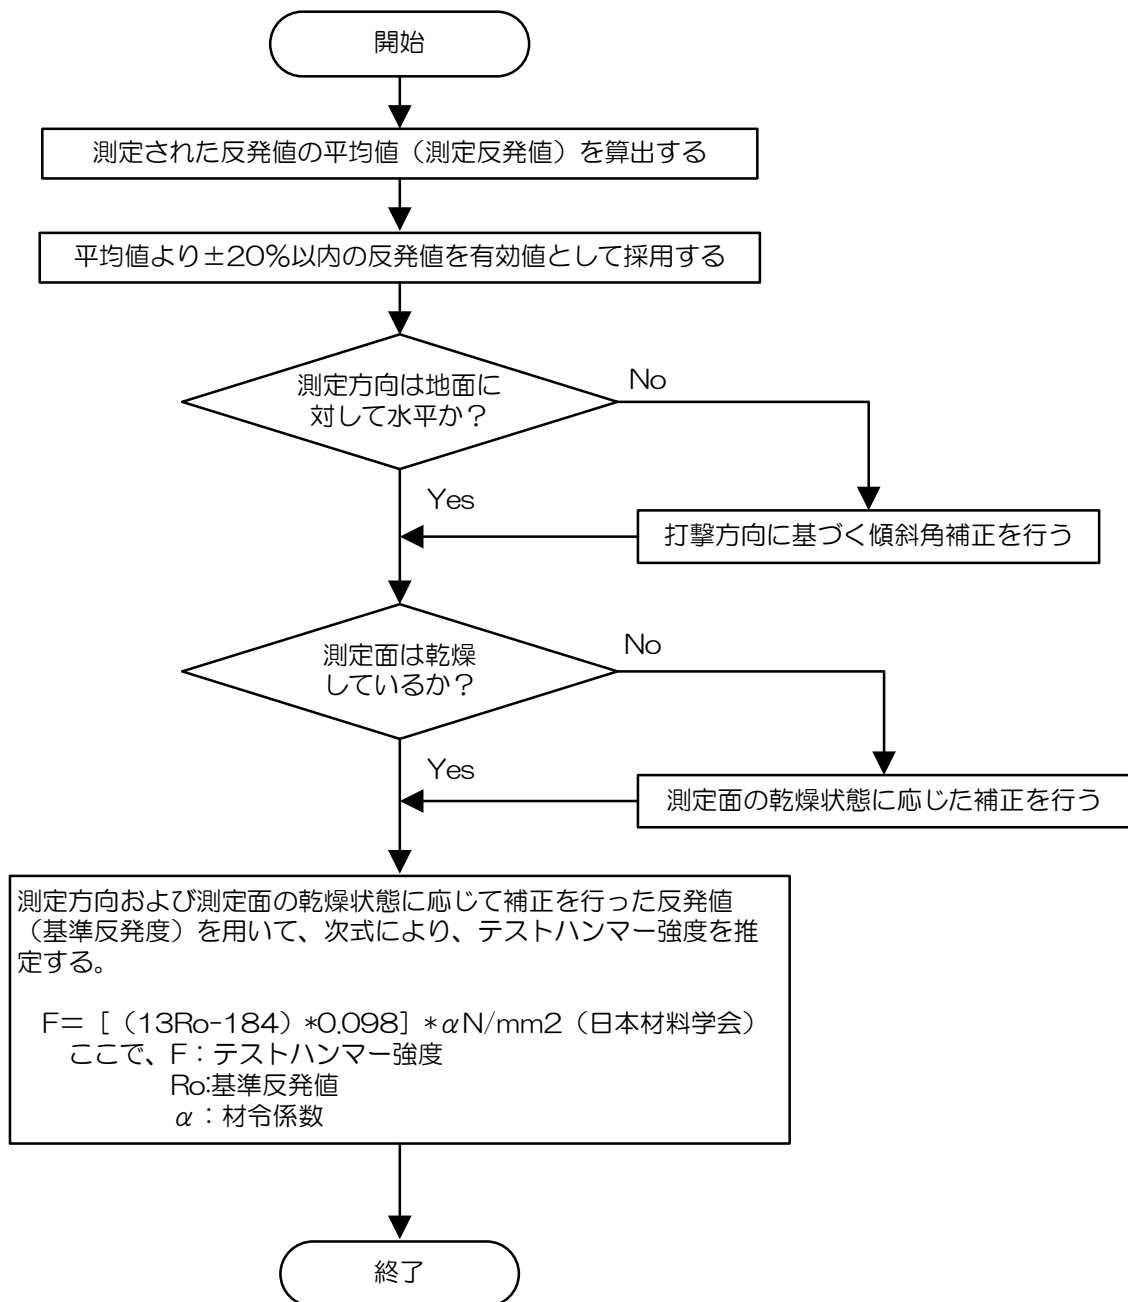 開始
測定された反発値の平均値（測定反発値）を算出する
平均値より±20%以内の反発値を有効値として採用する
測定方向は地面に
対して水平か？
No
Yes
打撃方向に基づく傾斜角補正を行う
測定面は乾燥
しているか？
No
Yes
測定面の乾燥状態に応じた補正を行う
測定方向および測定面の乾燥状態に応じて補正を行った反発値
（基準反発度）を用いて、次式により、テストハンマー強度を推
定する。
F＝［（13Ro-184）*0.098］*αN/mm2（日本材料学会）
ここで、F：テストハンマー強度
Ro:基準反発値
α：材令係数
終了